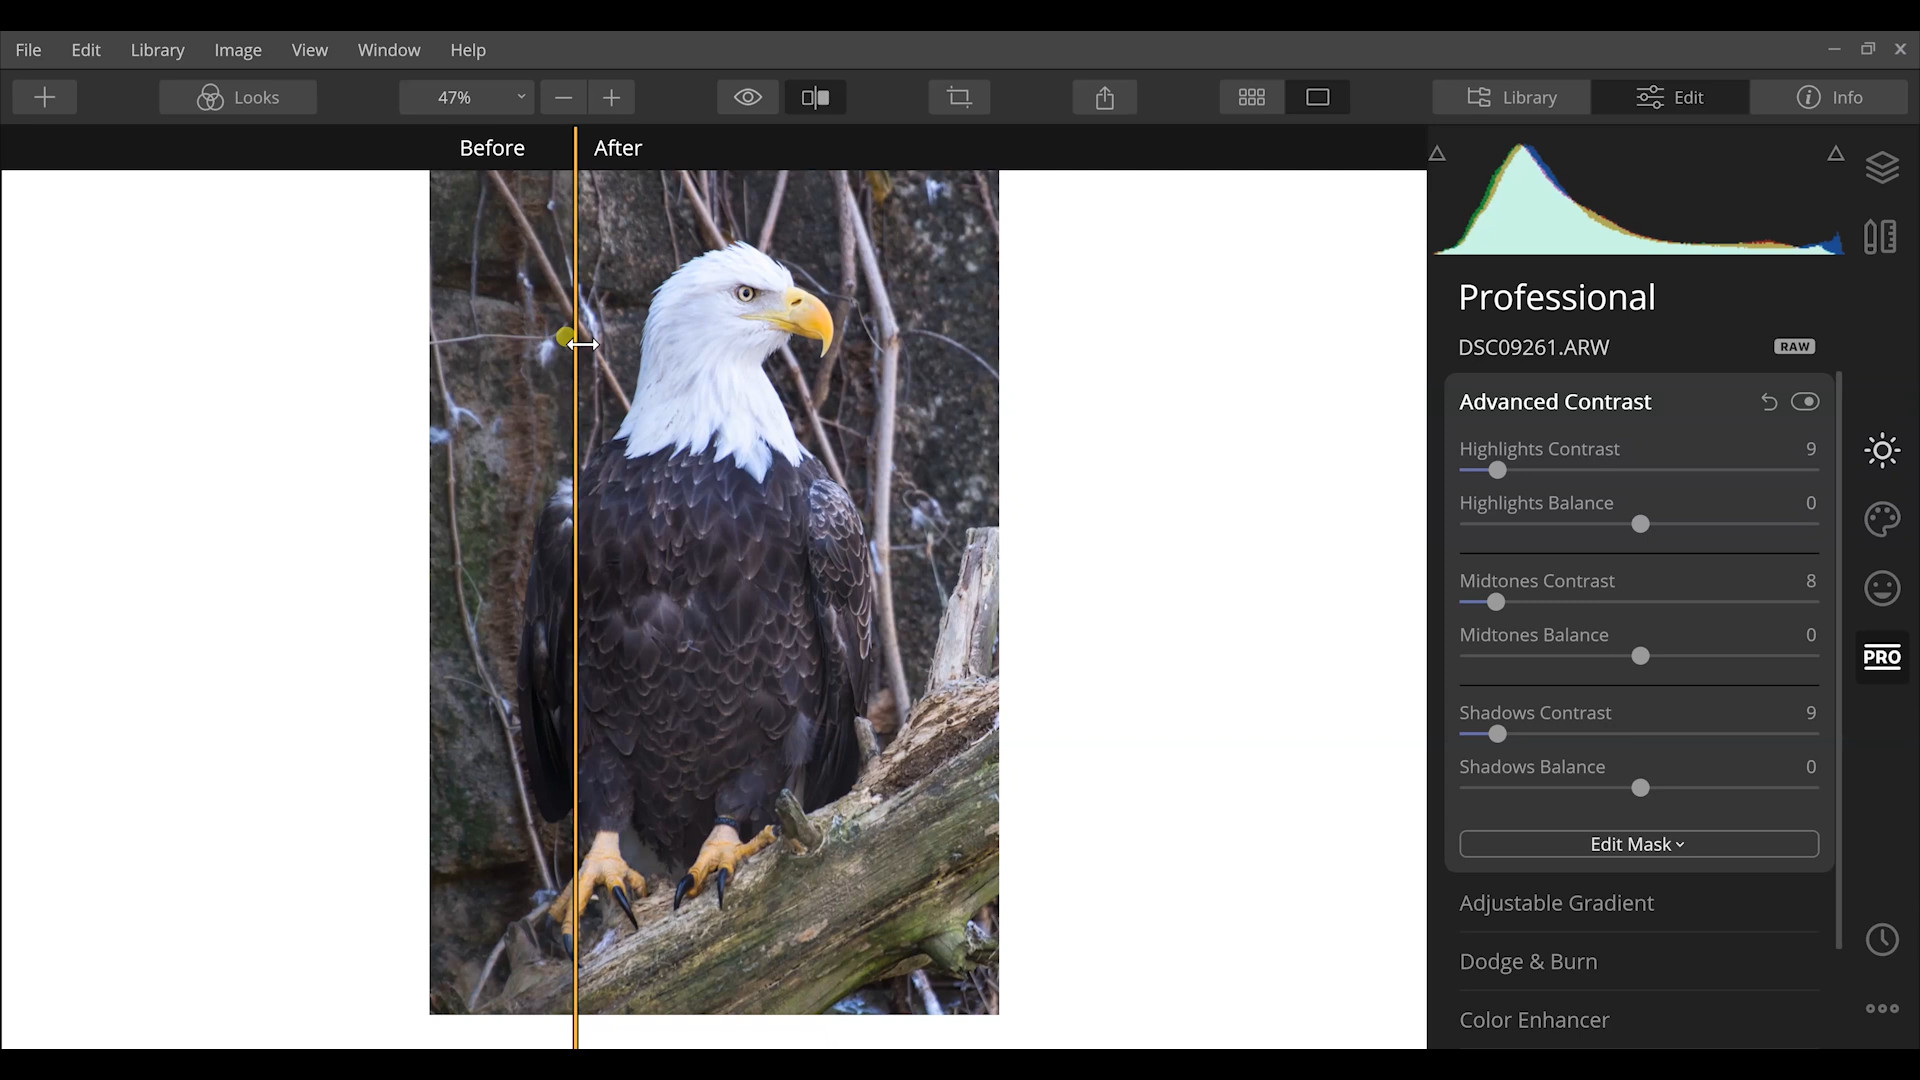 File Edit Library Image View Window Help
Looks 47% Library Edit Info
Before After
Professional
DSC09261.ARW RAW
Advanced Contrast
Highlights Contrast 9
Highlights Balance 0
Midtones Contrast 8
Midtones Balance 0
Shadows Contrast 9
Shadows Balance 0
Edit Mask
Adjustable Gradient
Dodge & Burn
Color Enhancer
PRO